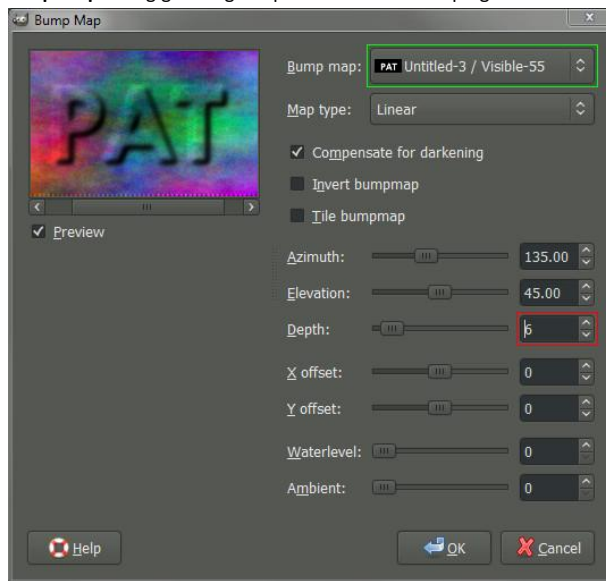 Bump Map
Bump map: PAT Untitled-3 / Visible-55
Map type: Linear
PAT
Compensate for darkening
Invert bumpmap
Tile bumpmap
Preview
Azimuth: 135.00
Elevation: 45.00
Depth: 6
X offset: 0
Y offset: 0
Waterlevel: 0
Ambient: 0
Help OK Cancel